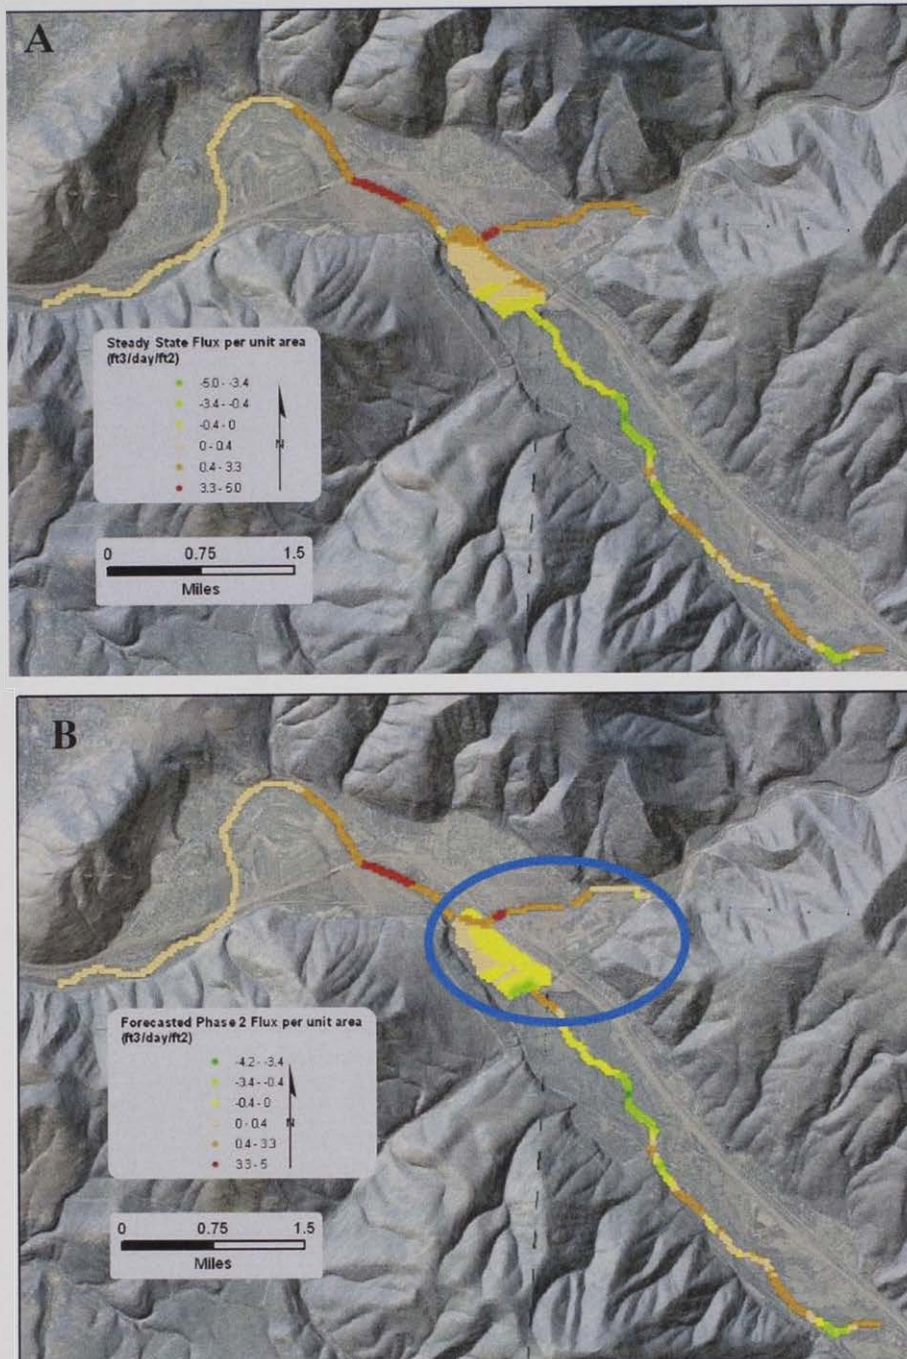 A
Steady State Flux per unit area
(ft3/day/ft2)
-5.0 - -3.4
-3.4 - -0.4
-0.4 - 0
0 - 0.4
0.4 - 3.3
3.3 - 5.0
N
0 0.75 1.5
Miles
B
Forecasted Phase 2 Flux per unit area
(ft3/day/ft2)
-4.2 - -3.4
-3.4 - -0.4
-0.4 - 0
0 - 0.4
0.4 - 3.3
3.3 - 5
N
0 0.75 1.5
Miles